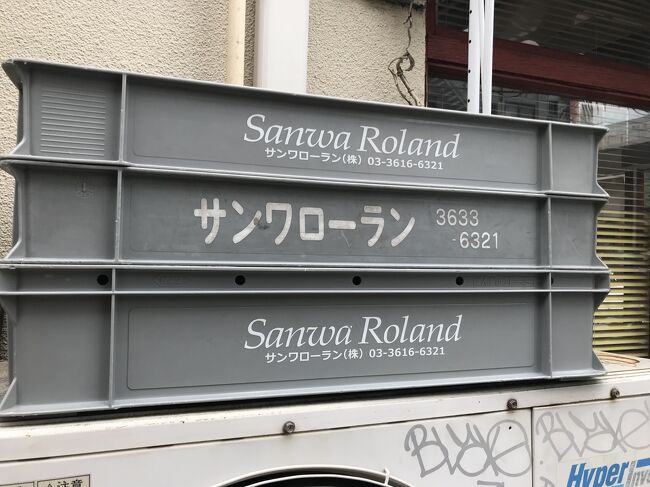 Sanwa Roland
サンワローラン(株) 03-3616-6321
サンワローラン 3633
-6321
Sanwa Roland
サンワローラン(株) 03-3616-6321
注意
Hyper
Inve